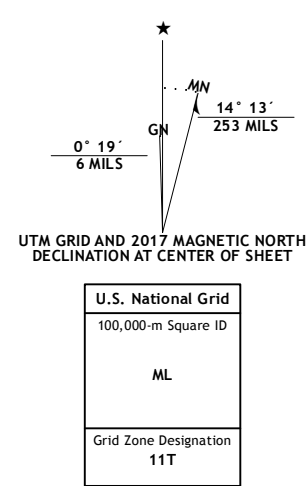 ★
MN
GN
14° 13´
253 MILS
0° 19´
6 MILS
UTM GRID AND 2017 MAGNETIC NORTH
DECLINATION AT CENTER OF SHEET
U.S. National Grid
100,000-m Square ID
ML
Grid Zone Designation
11T